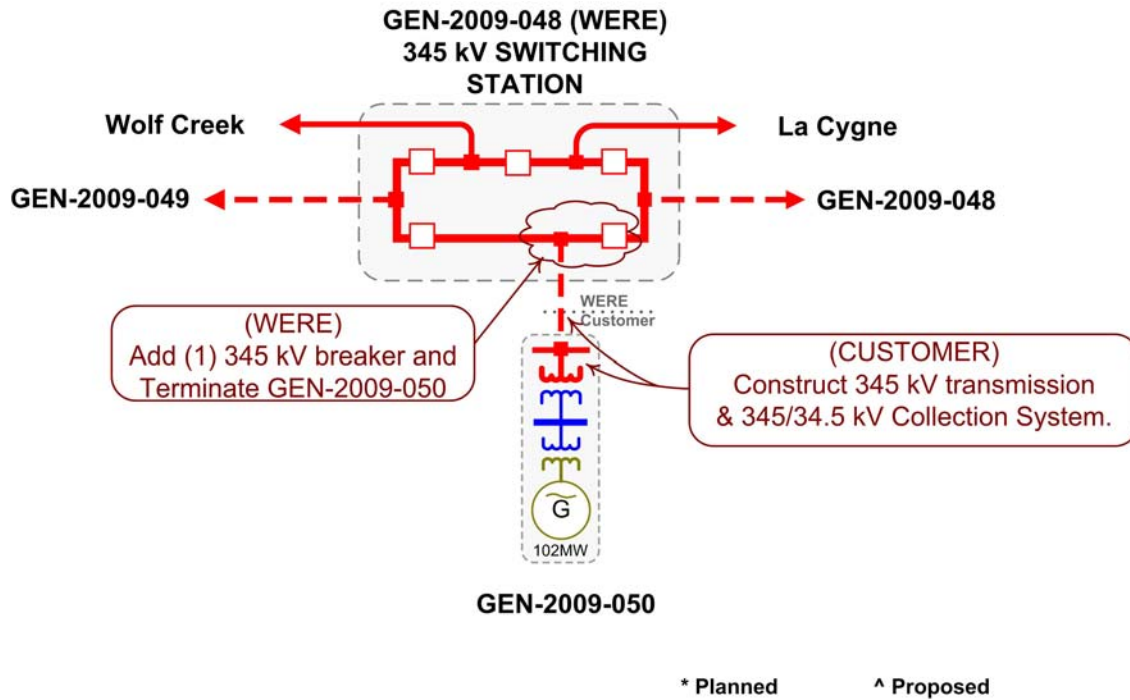 GEN-2009-048 (WERE)
345 kV SWITCHING
STATION
Wolf Creek
La Cygne
GEN-2009-049
GEN-2009-048
WERE
Customer
(WERE)
Add (1) 345 kV breaker and
Terminate GEN-2009-050
(CUSTOMER)
Construct 345 kV transmission
& 345/34.5 kV Collection System.
G
102MW
GEN-2009-050
* Planned
^ Proposed